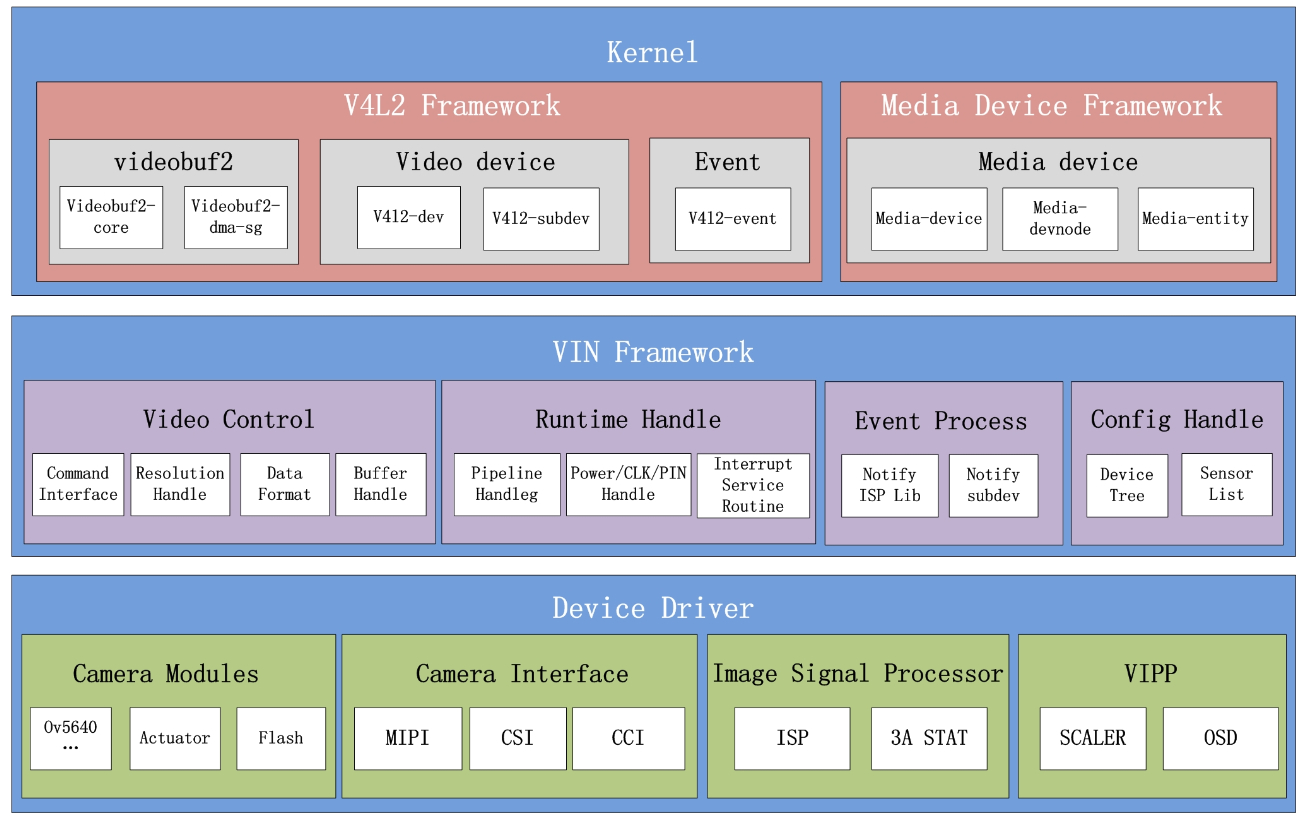 Kernel
V4L2 Framework
Media Device Framework
videobuf2
Video device
Event
Media device
Videobuf2-
core
Videobuf2-
dma-sg
V4l2-dev
V4l2-subdev
V4l2-event
Media-device
Media-
devnode
Media-entity
VIN Framework
Video Control
Runtime Handle
Event Process
Config Handle
Command
Interface
Resolution
Handle
Data
Format
Buffer
Handle
Pipeline
Handleg
Power/CLK/PIN
Handle
Interrupt
Service
Routine
Notify
ISP Lib
Notify
subdev
Device
Tree
Sensor
List
Device Driver
Camera Modules
Camera Interface
Image Signal Processor
VIPP
Ov5640
...
Actuator
Flash
MIPI
CSI
CCI
ISP
3A STAT
SCALER
OSD